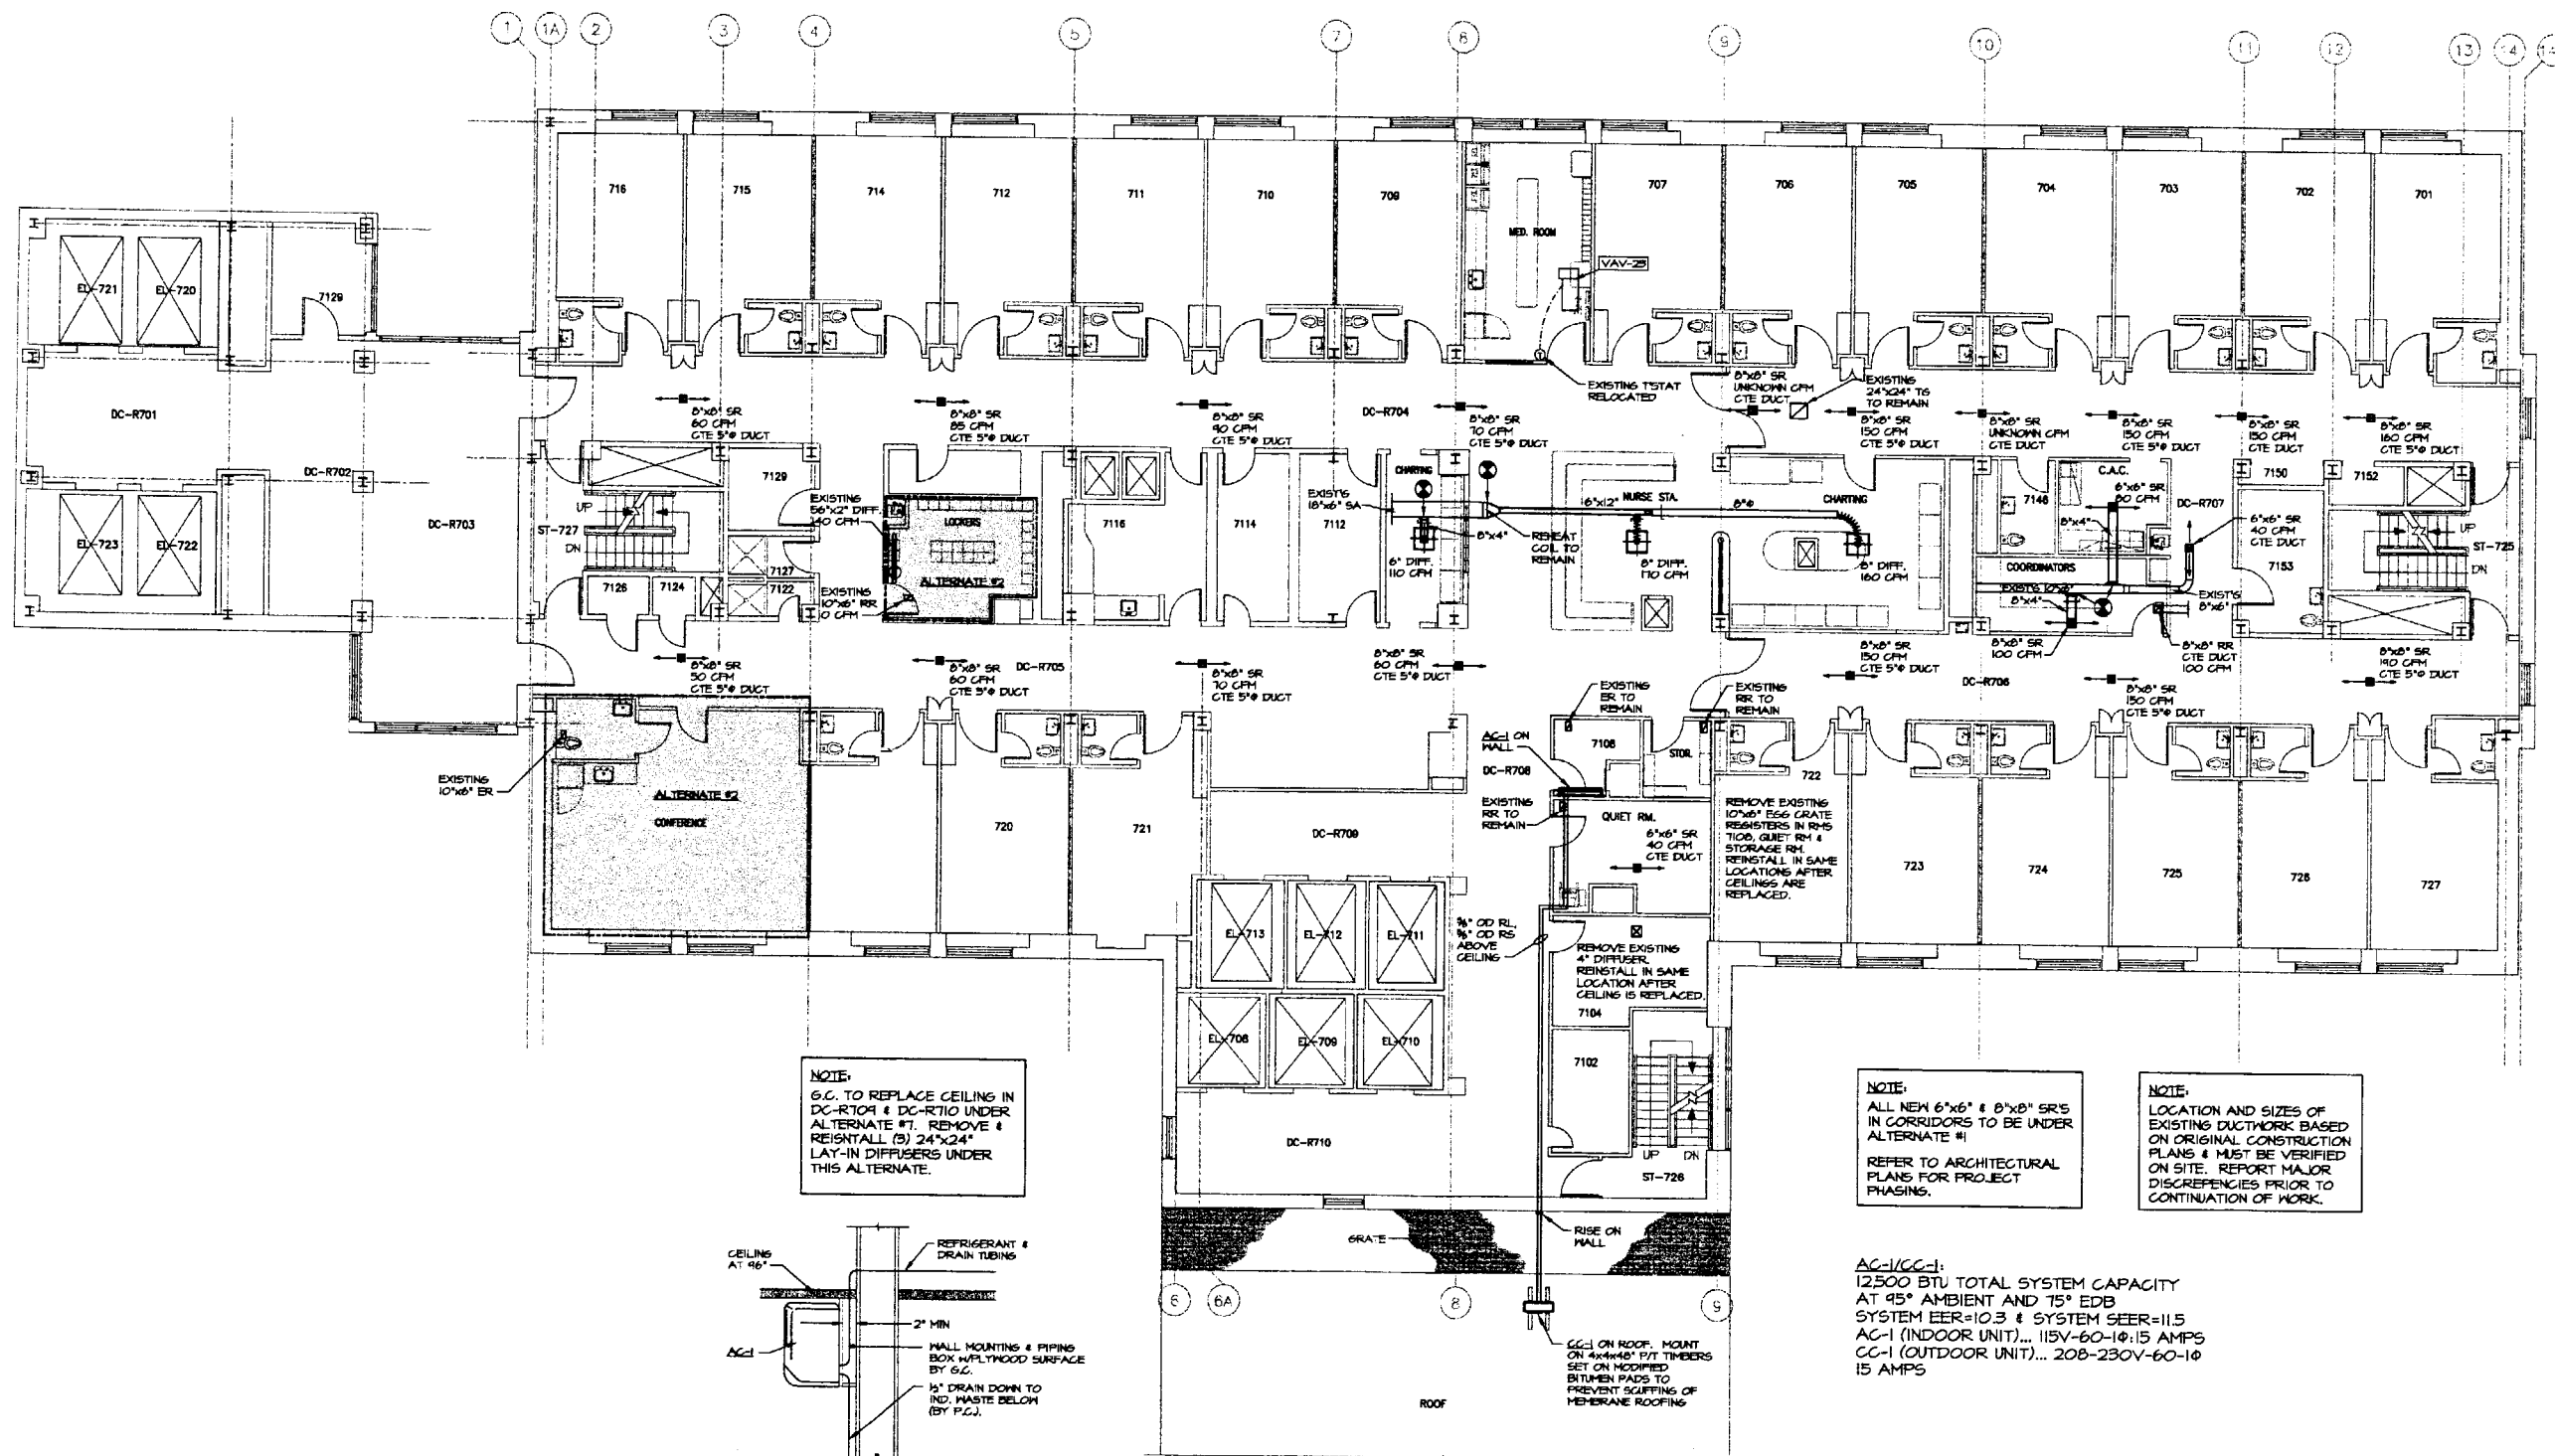 1
1A
2
3
4
5
7
8
9
10
11
12
13
14
716
715
714
712
711
710
709
MED. ROOM
VAV-25
707
706
705
704
703
702
701
EL-721
EL-720
7129
EXISTING T'STAT
RELOCATED
DC-R701
DC-R702
DC-R703
DC-R704
8"x8" SR
60 CFM
CTE 5"Φ DUCT
8"x8" SR
85 CFM
CTE 5"Φ DUCT
8"x8" SR
90 CFM
CTE 5"Φ DUCT
8"x8" SR
70 CFM
CTE 5"Φ DUCT
8"x8" SR
UNKNOWN CFM
CTE DUCT
EXISTING
24"x24" TG
TO REMAIN
8"x8" SR
150 CFM
CTE 5"Φ DUCT
8"x8" SR
UNKNOWN CFM
CTE DUCT
8"x8" SR
150 CFM
CTE 5"Φ DUCT
8"x8" SR
150 CFM
CTE 5"Φ DUCT
8"x8" SR
160 CFM
CTE 5"Φ DUCT
EL-723
EL-722
UP
ST-727
DN
7129
7127
7126
7124
7122
EXISTING
56"x2" DIFF.
140 CFM
LOCKERS
ALTERNATE #2
EXISTING
10"x6" RR
0 CFM
7116
7114
7112
EXIST'G
18"x6" SA
CHARTING
8"x4"
6" DIFF.
110 CFM
REHEAT
COIL TO
REMAIN
16"x12"
NURSE STA.
8"Φ
8" DIFF.
170 CFM
CHARTING
8" DIFF.
160 CFM
7148
C.A.C.
6"x6" SR
80 CFM
8"x4"
COORDINATORS
EXIST'G 10"x6"
8"x4"
8"x8" SR
100 CFM
DC-R707
6"x6" SR
40 CFM
CTE DUCT
EXIST'G
8"x6"
8"x8" RR
CTE DUCT
100 CFM
7150
7152
7153
UP
ST-725
DN
8"x8" SR
50 CFM
CTE 5"Φ DUCT
8"x8" SR
60 CFM
CTE 5"Φ DUCT
DC-R705
8"x8" SR
70 CFM
CTE 5"Φ DUCT
8"x8" SR
60 CFM
CTE 5"Φ DUCT
8"x8" SR
150 CFM
CTE 5"Φ DUCT
DC-R706
8"x8" SR
150 CFM
CTE 5"Φ DUCT
8"x8" SR
190 CFM
CTE 5"Φ DUCT
EXISTING
10"x6" ER
ALTERNATE #2
CONFERENCE
720
721
EXISTING
ER TO
REMAIN
EXISTING
RR TO
REMAIN
AC-1 ON
WALL
7108
STOR.
DC-R708
EXISTING
RR TO
REMAIN
QUIET RM.
6"x6" SR
40 CFM
CTE DUCT
722
REMOVE EXISTING
10"x6" EGG CRATE
REGISTERS IN RMS
7108, QUIET RM &
STORAGE RM.
REINSTALL IN SAME
LOCATIONS AFTER
CEILINGS ARE
REPLACED.
723
724
725
726
727
DC-R709
EL-713
EL-712
EL-711
OD RL,
OD RS
ABOVE
CEILING
REMOVE EXISTING
4" DIFFUSER.
REINSTALL IN SAME
LOCATION AFTER
CEILING IS REPLACED.
7104
EL-708
EL-709
EL-710
7102
DC-R710
UP
DN
ST-726
NOTE:
G.C. TO REPLACE CEILING IN
DC-R709 & DC-R710 UNDER
ALTERNATE #7. REMOVE &
REISNTALL (3) 24"x24"
LAY-IN DIFFUSERS UNDER
THIS ALTERNATE.
NOTE:
ALL NEW 6"x6" & 8"x8" SR'S
IN CORRIDORS TO BE UNDER
ALTERNATE #1
REFER TO ARCHITECTURAL
PLANS FOR PROJECT
PHASING.
NOTE:
LOCATION AND SIZES OF
EXISTING DUCTWORK BASED
ON ORIGINAL CONSTRUCTION
PLANS & MUST BE VERIFIED
ON SITE. REPORT MAJOR
DISCREPENCIES PRIOR TO
CONTINUATION OF WORK.
GRATE
RISE ON
WALL
6
6A
8
9
CEILING
AT 96"
REFRIGERANT &
DRAIN TUBING
2" MIN
AC-1
WALL MOUNTING & PIPING
BOX W/PLYWOOD SURFACE
BY G.C.
½" DRAIN DOWN TO
IND. WASTE BELOW
(BY P.C.).
CC-1 ON ROOF. MOUNT
ON 4x4x48" P/T TIMBERS
SET ON MODIFIED
BITUMEN PADS TO
PREVENT SCUFFING OF
MEMBRANE ROOFING
ROOF
AC-1/CC-1:
12,500 BTU TOTAL SYSTEM CAPACITY
AT 95° AMBIENT AND 75° EDB
SYSTEM EER=10.3 & SYSTEM SEER=11.5
AC-1 (INDOOR UNIT)... 115V-60-1Φ; 15 AMPS
CC-1 (OUTDOOR UNIT)... 208-230V-60-1Φ
15 AMPS